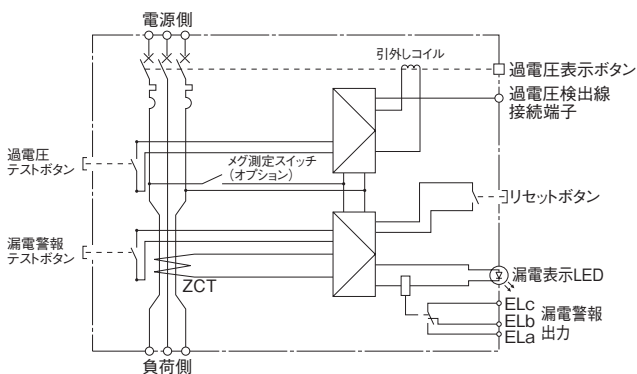 電源側
引外しコイル
過電圧表示ボタン
過電圧検出線
接続端子
過電圧
テストボタン
メグ測定スイッチ
（オプション）
リセットボタン
漏電警報
テストボタン
ZCT
漏電表示LED
ELc
ELb
ELa
漏電警報
出力
負荷側